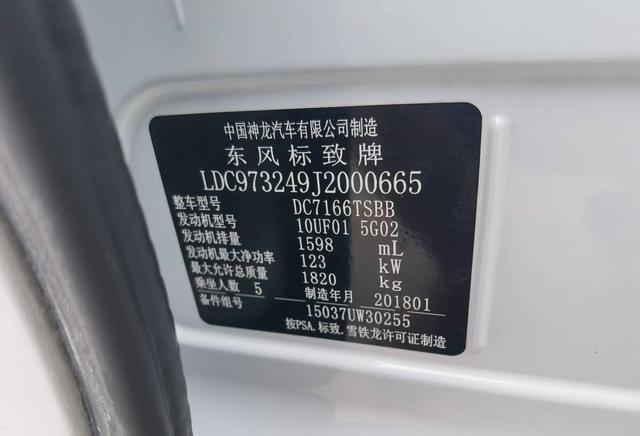 中国神龙汽车有限公司制造
东风标致牌
LDC973249J2000665
整车型号 DC7166TSBB
发动机型号 10UF01 5G02
发动机排量 1598 mL
发动机最大净功率 123 kW
最大允许总质量 1820 kg
乘坐人数 5 制造年月 201801
备件组号 15037UW30255
按PSA.标致.雪铁龙许可证制造